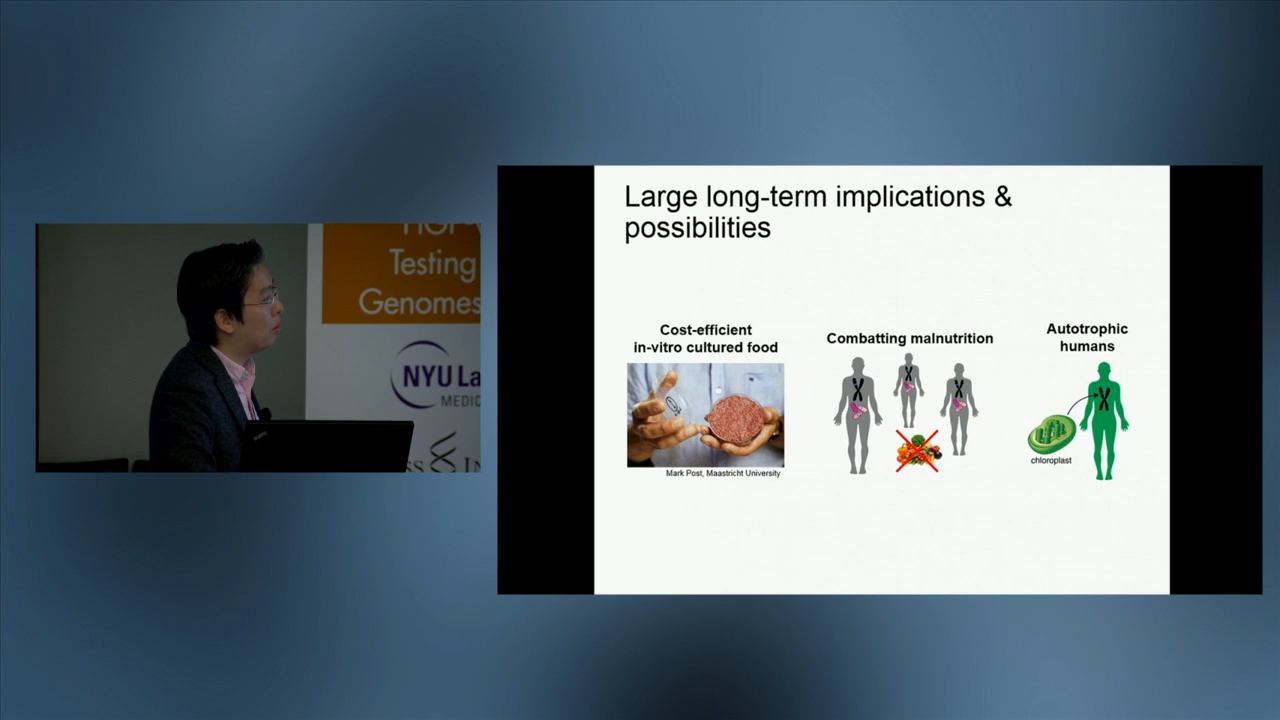 Testing
Genomes
NYU La
MEDIC
Large long-term implications &
possibilities
Cost-efficient
in-vitro cultured food
Mark Post, Maastricht University
Combatting malnutrition
Autotrophic
humans
chloroplast